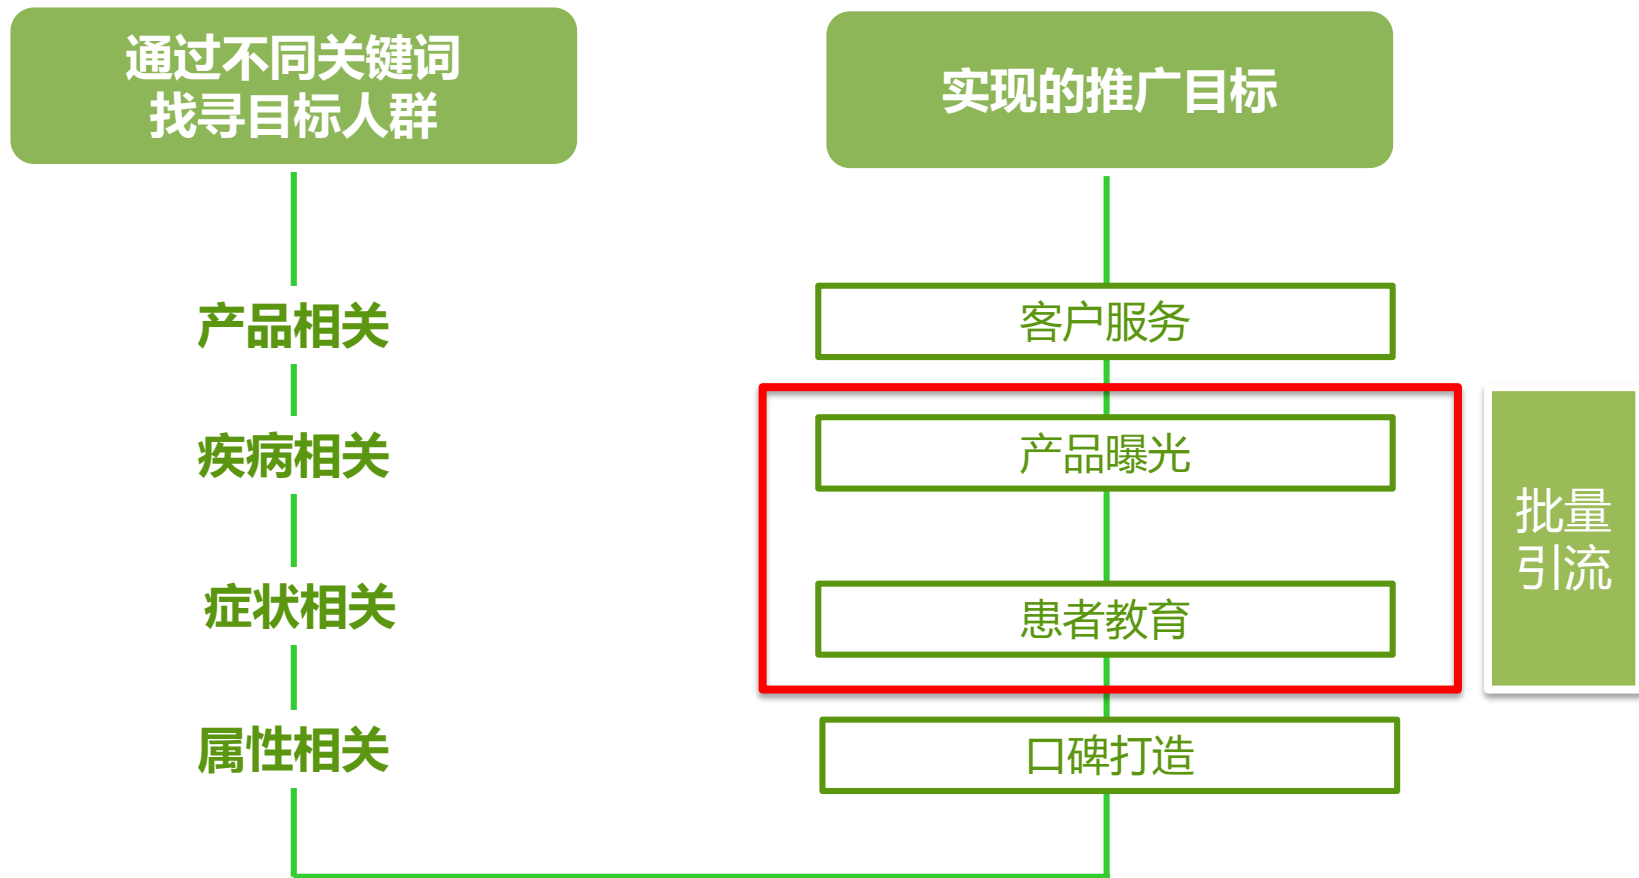 通过不同关键词
找寻目标人群
产品相关
疾病相关
症状相关
属性相关
实现的推广目标
客户服务
产品曝光
患者教育
口碑打造
批量
引流